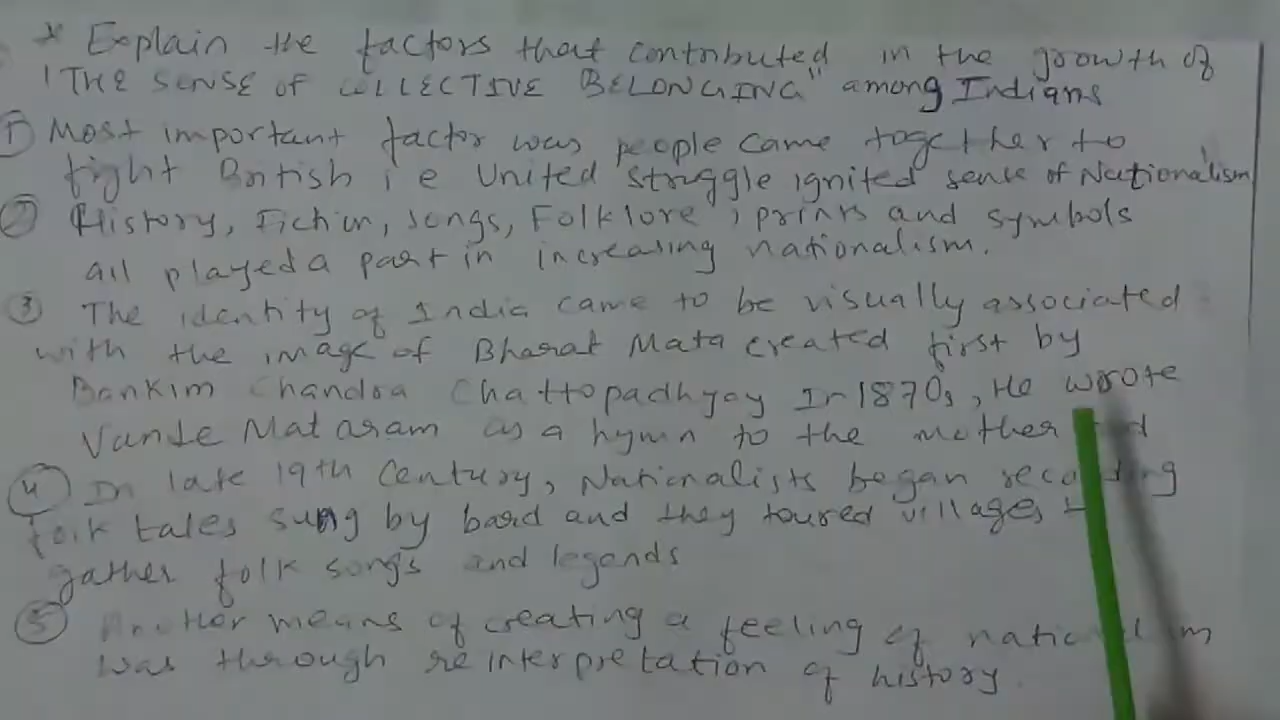 * Explain the factors that contributed in the growth of
"THE SENSE OF COLLECTIVE BELONGING" among Indians
① Most important factor was people came together to
fight British i e United struggle ignited sense of Nationalism
② History, Fiction, songs, Folklore, prints and symbols
all played a part in increasing nationalism.
③ The identity of India came to be visually associated
with the image of Bharat Mata created first by
Bankim Chandra Chattopadhyay In 1870s, He wrote
Vande Mataram as a hymn to the
④ In late 19th Century, Nationalists began
folk tales sung by bard and they toured villages
gather folk songs and legends
⑤ Another means of creating a feeling of
was through reinterpretation of history.